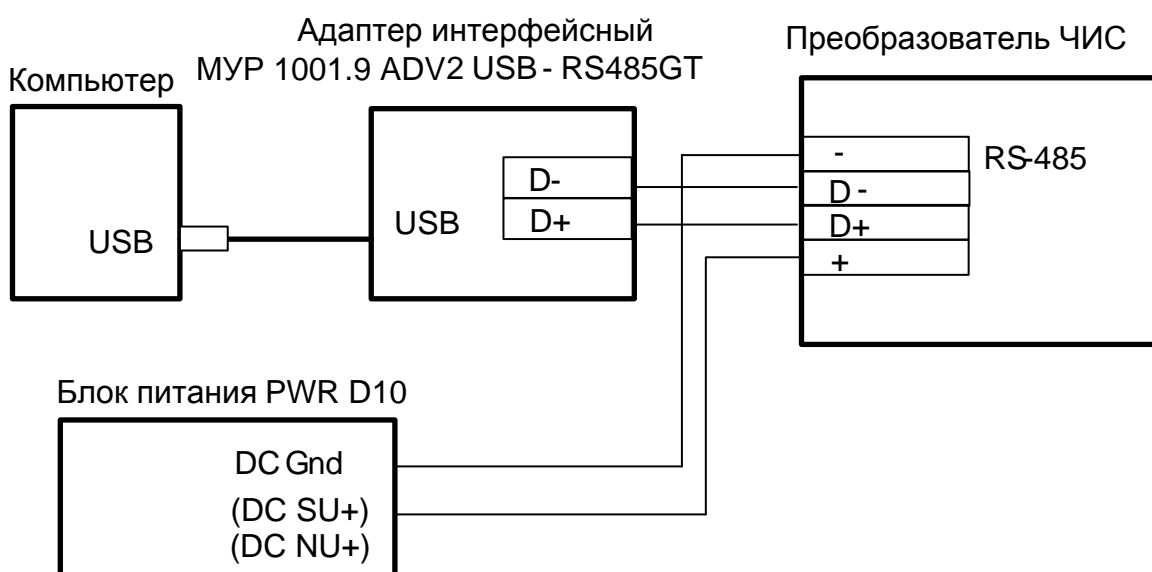 Адаптер интерфейсный
МУР 1001.9 ADV2 USB - RS485GT
Преобразователь ЧИС
Компьютер
USB
USB
D-
D+
-
D -
D+
+
RS-485
Блок питания PWR D10
DC Gnd
(DC SU+)
(DC NU+)